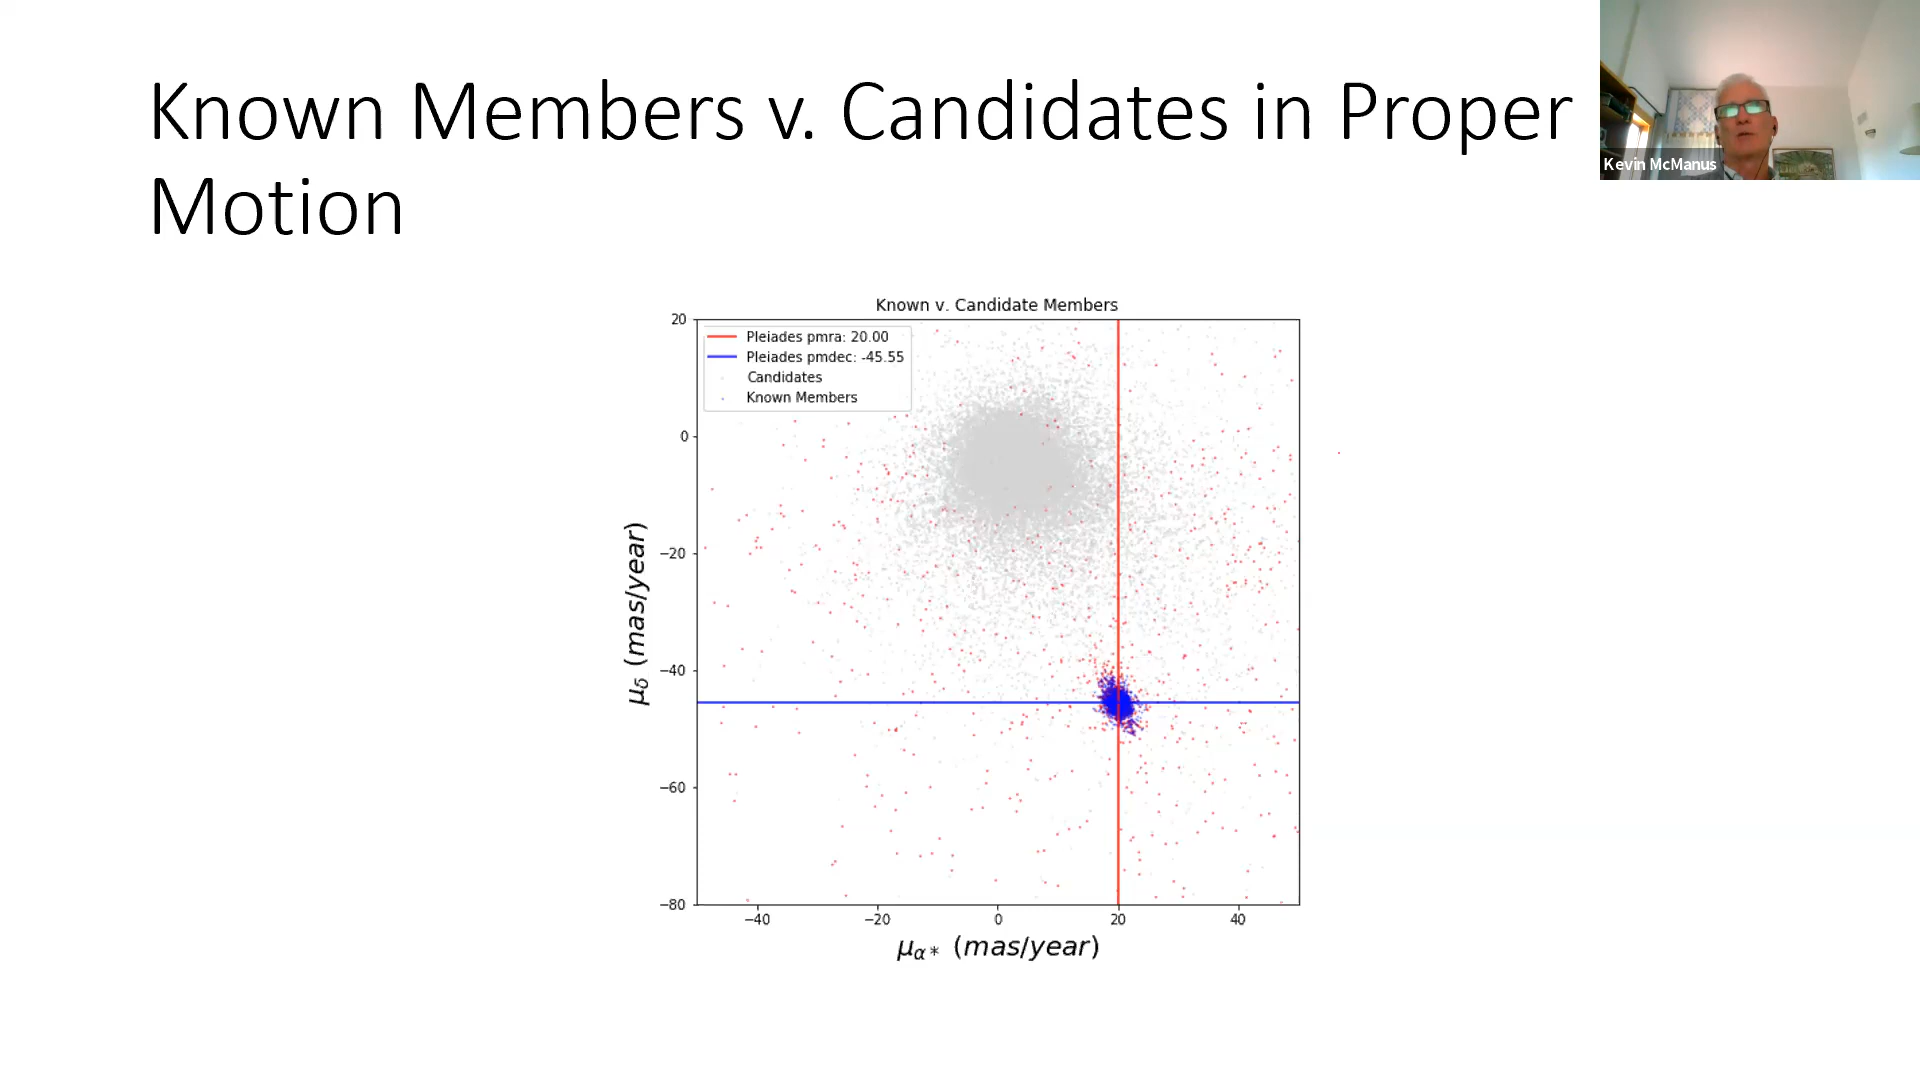 Known Members v. Candidates in Proper
Motion
Kevin McManus
Known v. Candidate Members
Pleiades pmra: 20.00
Pleiades pmdec: -45.55
Candidates
Known Members
20
0
−20
−40
−60
−80
μδ (mas/year)
−40
−20
0
20
40
μα* (mas/year)